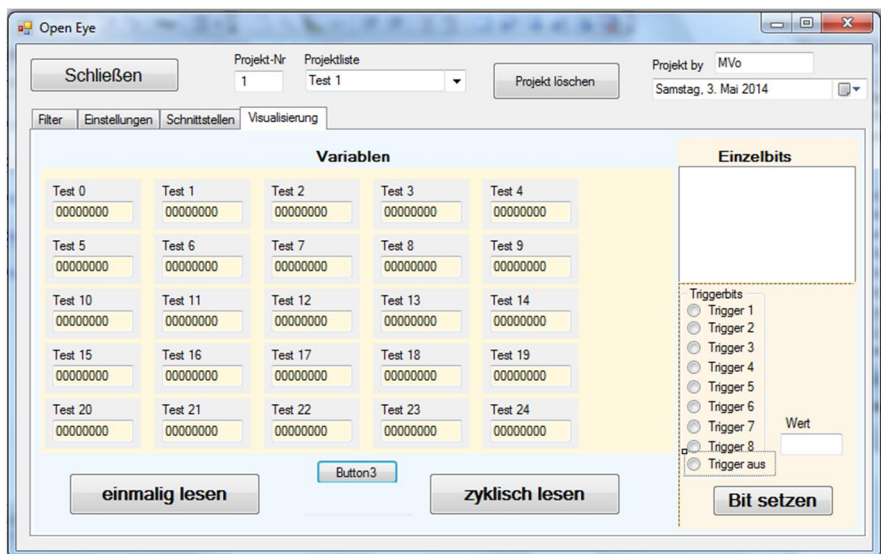 Open Eye
Schließen
Projekt-Nr
1
Projektliste
Test 1
Projekt löschen
Projekt by
MVo
Samstag, 3. Mai 2014
Filter Einstellungen Schnittstellen Visualisierung
Variablen
Test 0 Test 1 Test 2 Test 3 Test 4
00000000 00000000 00000000 00000000 00000000
Test 5 Test 6 Test 7 Test 8 Test 9
00000000 00000000 00000000 00000000 00000000
Test 10 Test 11 Test 12 Test 13 Test 14
00000000 00000000 00000000 00000000 00000000
Test 15 Test 16 Test 17 Test 18 Test 19
00000000 00000000 00000000 00000000 00000000
Test 20 Test 21 Test 22 Test 23 Test 24
00000000 00000000 00000000 00000000 00000000
einmalig lesen
Button3
zyklisch lesen
Einzelbits
Triggerbits
Trigger 1
Trigger 2
Trigger 3
Trigger 4
Trigger 5
Trigger 6
Trigger 7
Trigger 8
Trigger aus
Wert
Bit setzen